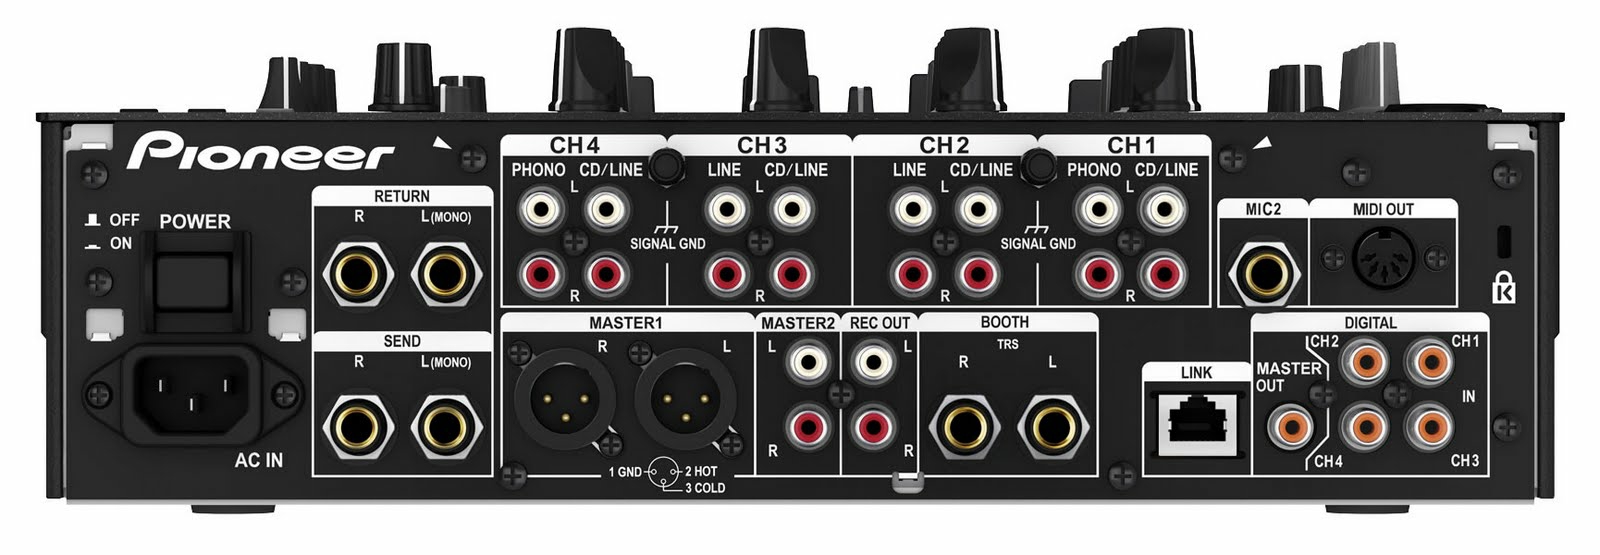 Pioneer
OFF
ON
POWER
AC IN
RETURN
R L(MONO)
SEND
R L(MONO)
CH4
PHONO CD/LINE
L
R
SIGNAL GND
CH3
LINE CD/LINE
L
R
CH2
LINE CD/LINE
L
R
SIGNAL GND
CH1
PHONO CD/LINE
L
R
MIC2
MIDI OUT
K
MASTER1
R L
1 GND 2 HOT
3 COLD
MASTER2
L
R
REC OUT
L
R
BOOTH
TRS
R L
LINK
DIGITAL
CH2 CH1
MASTER
OUT
IN
CH4 CH3